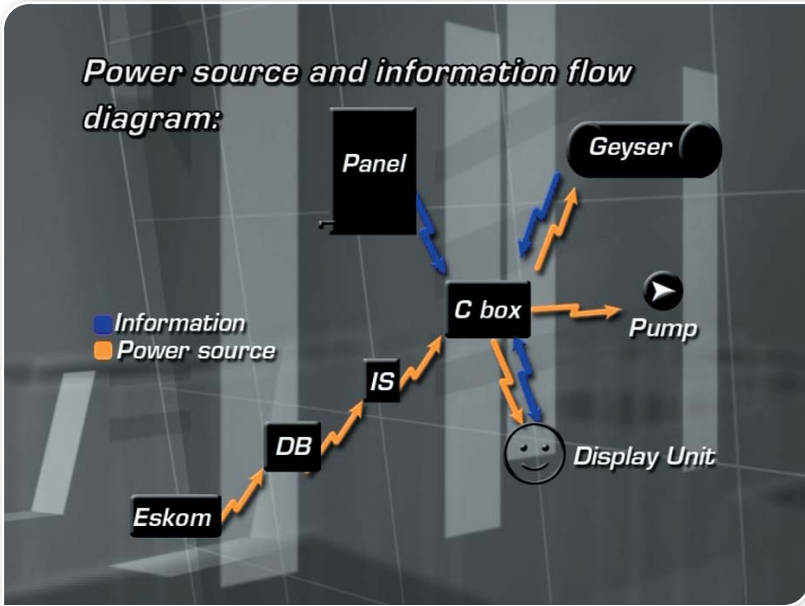 Power source and information flow
diagram:
Panel
Geyser
C box
Pump
Information
Power source
IS
DB
Display Unit
Eskom